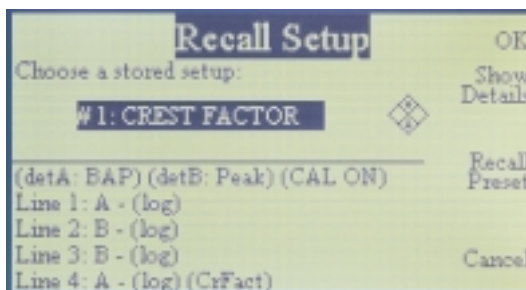 Recall Setup
OK
Choose a stored setup:
Show
Details
#1: CREST FACTOR
(detA: BAP) (detB: Peak) (CAL ON)
Recall
Preset
Line 1: A - (log)
Line 2: B - (log)
Line 3: B - (log)
Cancel
Line 4: A - (log) (CrFact)